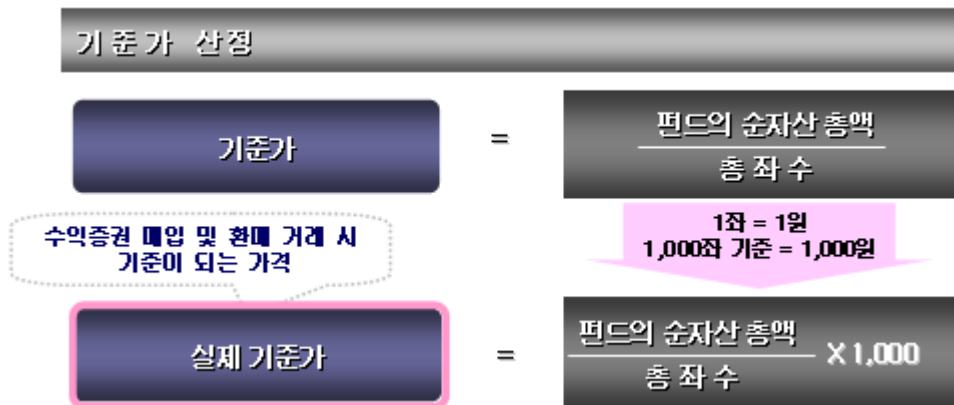 기준가 산정
기준가
=
펀드의 순자산 총액
총 좌 수
수익증권 매입 및 환매 거래 시
기준이 되는 가격
1좌 = 1원
1,000좌 기준 = 1,000원
실제 기준가
=
펀드의 순자산 총액
총 좌 수
X 1,000